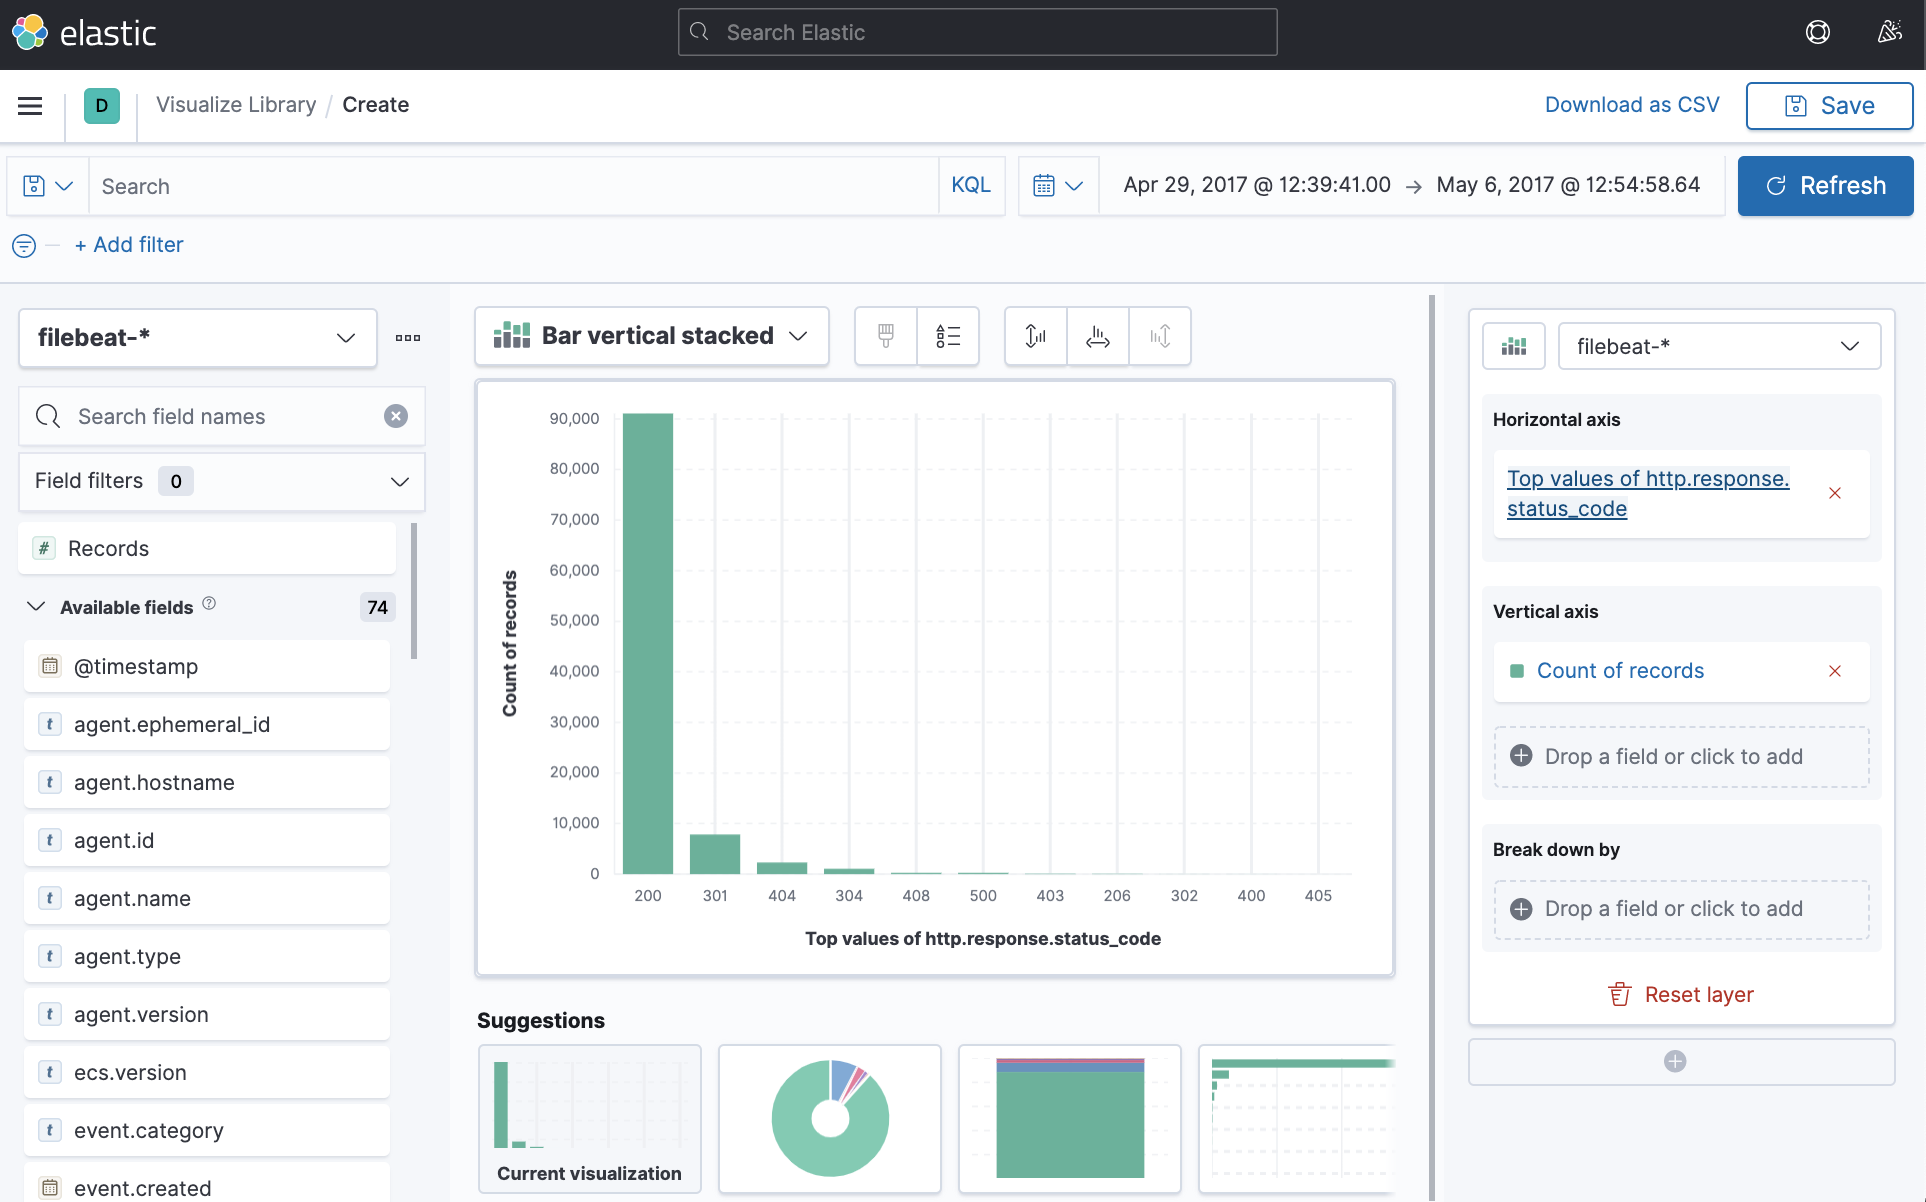 elastic
Search Elastic
D
Visualize Library / Create
Download as CSV
Save
Search
KQL
Apr 29, 2017 @ 12:39:41.00 → May 6, 2017 @ 12:54:58.64
Refresh
+ Add filter
filebeat-*
Search field names
Field filters 0
# Records
Available fields 74
@timestamp
t agent.ephemeral_id
t agent.hostname
t agent.id
t agent.name
t agent.type
t agent.version
t ecs.version
t event.category
event.created
Bar vertical stacked
Count of records
90,000
80,000
70,000
60,000
50,000
40,000
30,000
20,000
10,000
0
200 301 404 304 408 500 403 206 302 400 405
Top values of http.response.status_code
Suggestions
Current visualization
filebeat-*
Horizontal axis
Top values of http.response.
status_code
Vertical axis
Count of records
Drop a field or click to add
Break down by
Drop a field or click to add
Reset layer